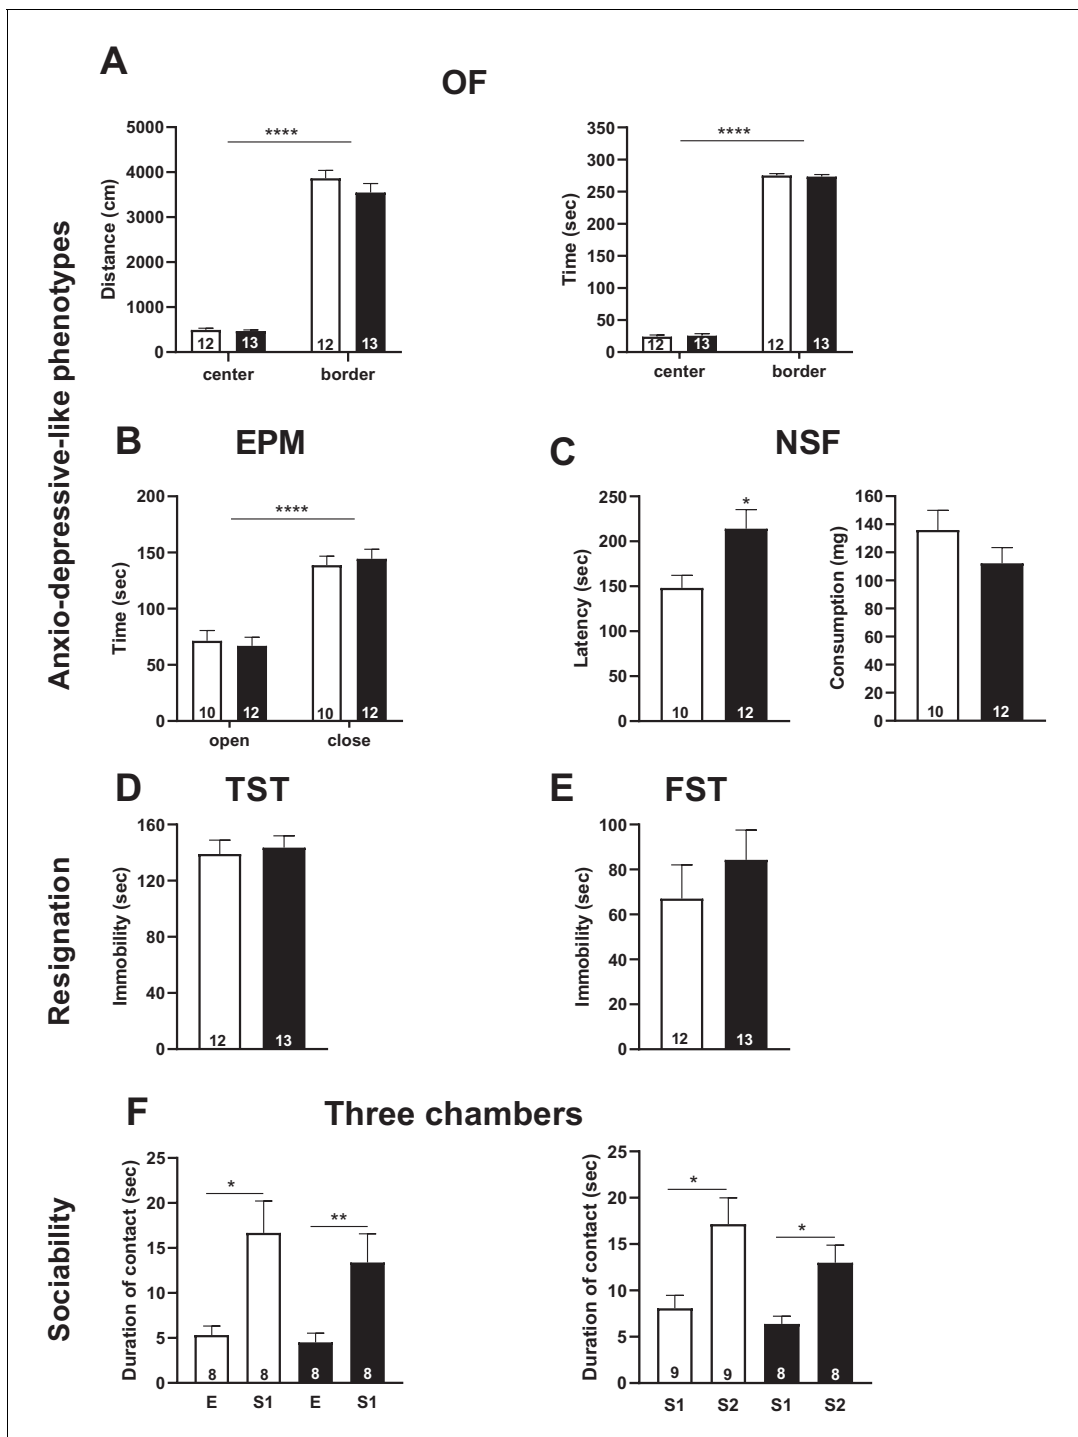 A
OF
Anxio-depressive-like phenotypes
Distance (cm)
5000
4000
3000
2000
1000
0
****
12
13
12
13
center
border
Time (sec)
350
300
250
200
150
100
50
0
****
12
13
12
13
center
border
B
EPM
Time (sec)
200
150
100
50
0
****
10
12
10
12
open
close
C
NSF
Latency (sec)
250
200
150
100
50
0
*
10
12
Consumption (mg)
160
140
120
100
80
60
40
20
0
10
12
Resignation
D
TST
Immobility (sec)
160
120
80
40
0
12
13
E
FST
Immobility (sec)
100
80
60
40
20
0
12
13
Sociability
F
Three chambers
Duration of contact (sec)
25
20
15
10
5
0
*
**
8
8
8
8
E
S1
E
S1
Duration of contact (sec)
25
20
15
10
5
0
*
*
9
9
8
8
S1
S2
S1
S2